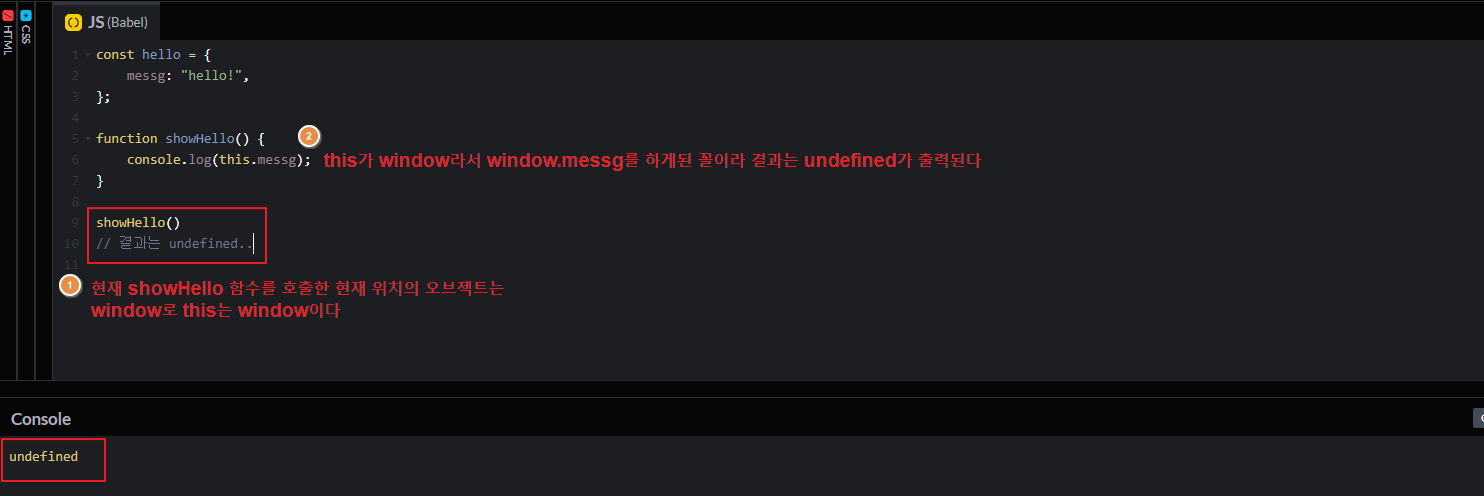 HTML
CSS
JS (Babel)
1 const hello = {
2 messg: "hello!",
3 };
4
5 function showHello() {
2
6 console.log(this.messg); this가 window라서 window.messg를 하게된 꼴이라 결과는 undefined가 출력된다
7 }
8
9 showHello()
10 // 결과는 undefined..
11
1 현재 showHello 함수를 호출한 현재 위치의 오브젝트는
window로 this는 window이다
Console
undefined